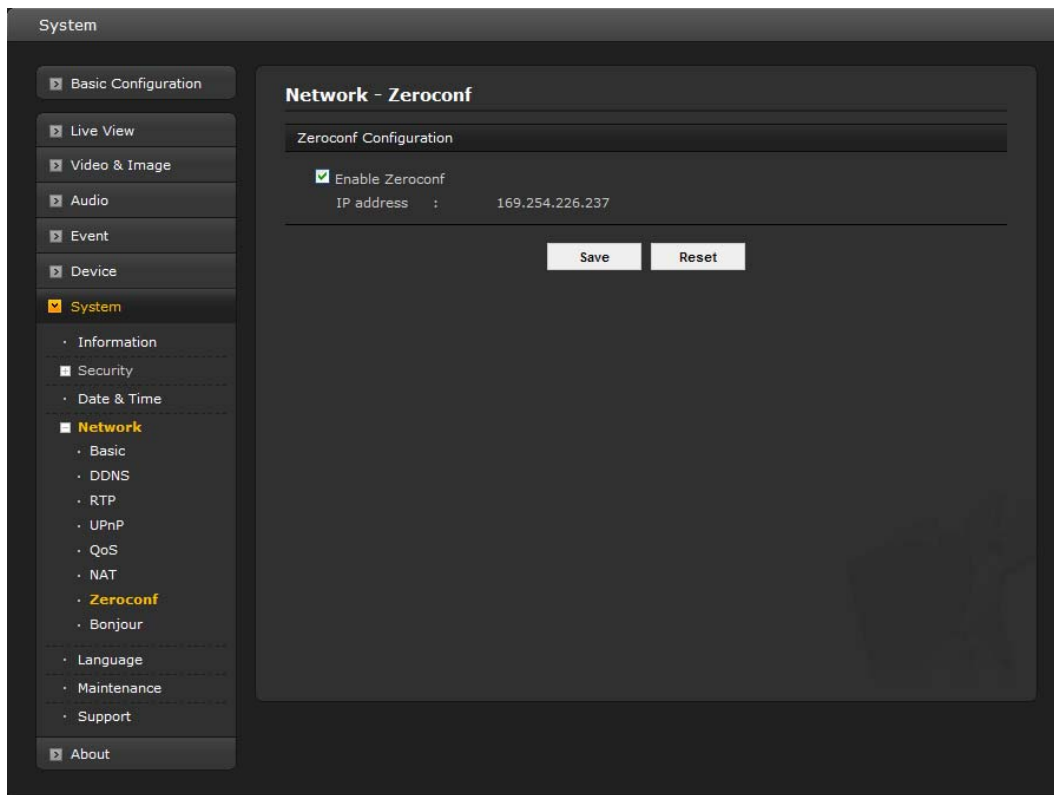 System
Basic Configuration
Live View
Video & Image
Audio
Event
Device
System
Information
Security
Date & Time
Network
Basic
DDNS
RTP
UPnP
QoS
NAT
Zeroconf
Bonjour
Language
Maintenance
Support
About
Network - Zeroconf
Zeroconf Configuration
Enable Zeroconf
IP address : 169.254.226.237
Save Reset